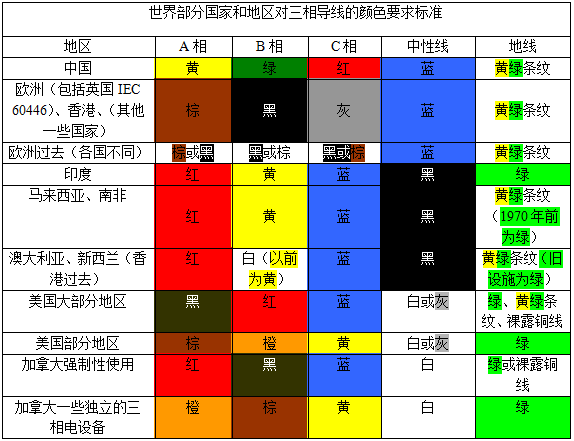 世界部分国家和地区对三相导线的颜色要求标准
地区 A 相 B 相 C 相 中性线 地线
中国 黄 绿 红 蓝 黄绿条纹
欧洲（包括英国 IEC
60446）、香港、（其他
一些国家） 棕 黑 灰 蓝 黄绿条纹
欧洲过去（各国不同） 棕或黑 黑或棕 黑或棕 蓝 黄绿条纹
印度 红 黄 蓝 黑 绿
马来西亚、南非 红 黄 蓝 黑 黄绿条纹
（1970 年前
为绿）
澳大利亚、新西兰（香
港过去） 红 白（以前
为黄） 蓝 黑 黄绿条纹（旧
设施为绿）
美国大部分地区 黑 红 蓝 白或灰 绿、黄绿条
纹、裸露铜线
美国部分地区 棕 橙 黄 白或灰 绿
加拿大强制性使用 红 黑 蓝 白 绿或裸露铜
线
加拿大一些独立的三
相电设备 橙 棕 黄 白 绿